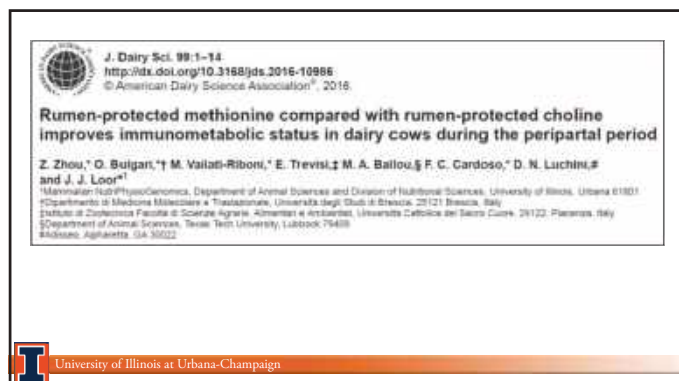 J. Dairy Sci. 99:1–14
http://dx.doi.org/10.3168/jds.2016-10986
© American Dairy Science Association®, 2016.
Rumen-protected methionine compared with rumen-protected choline
improves immunometabolic status in dairy cows during the peripartal period
Z. Zhou,* O. Bulgari,*† M. Vailati-Riboni,* E. Trevisi,‡ M. A. Ballou,§ F. C. Cardoso,* D. N. Luchini,#
and J. J. Loor*¹
*Mammalian NutriPhysioGenomics, Department of Animal Sciences and Division of Nutritional Sciences, University of Illinois, Urbana 61801
†Dipartimento di Medicina Molecolare e Traslazionale, Università degli Studi di Brescia, 25121 Brescia, Italy
‡Istituto di Zootecnica Facoltà di Scienze Agrarie, Alimentari e Ambientali, Università Cattolica del Sacro Cuore, 29122, Piacenza, Italy
§Department of Animal Sciences, Texas Tech University, Lubbock 79409
#Adisseo, Alpharetta, GA 30022
University of Illinois at Urbana-Champaign